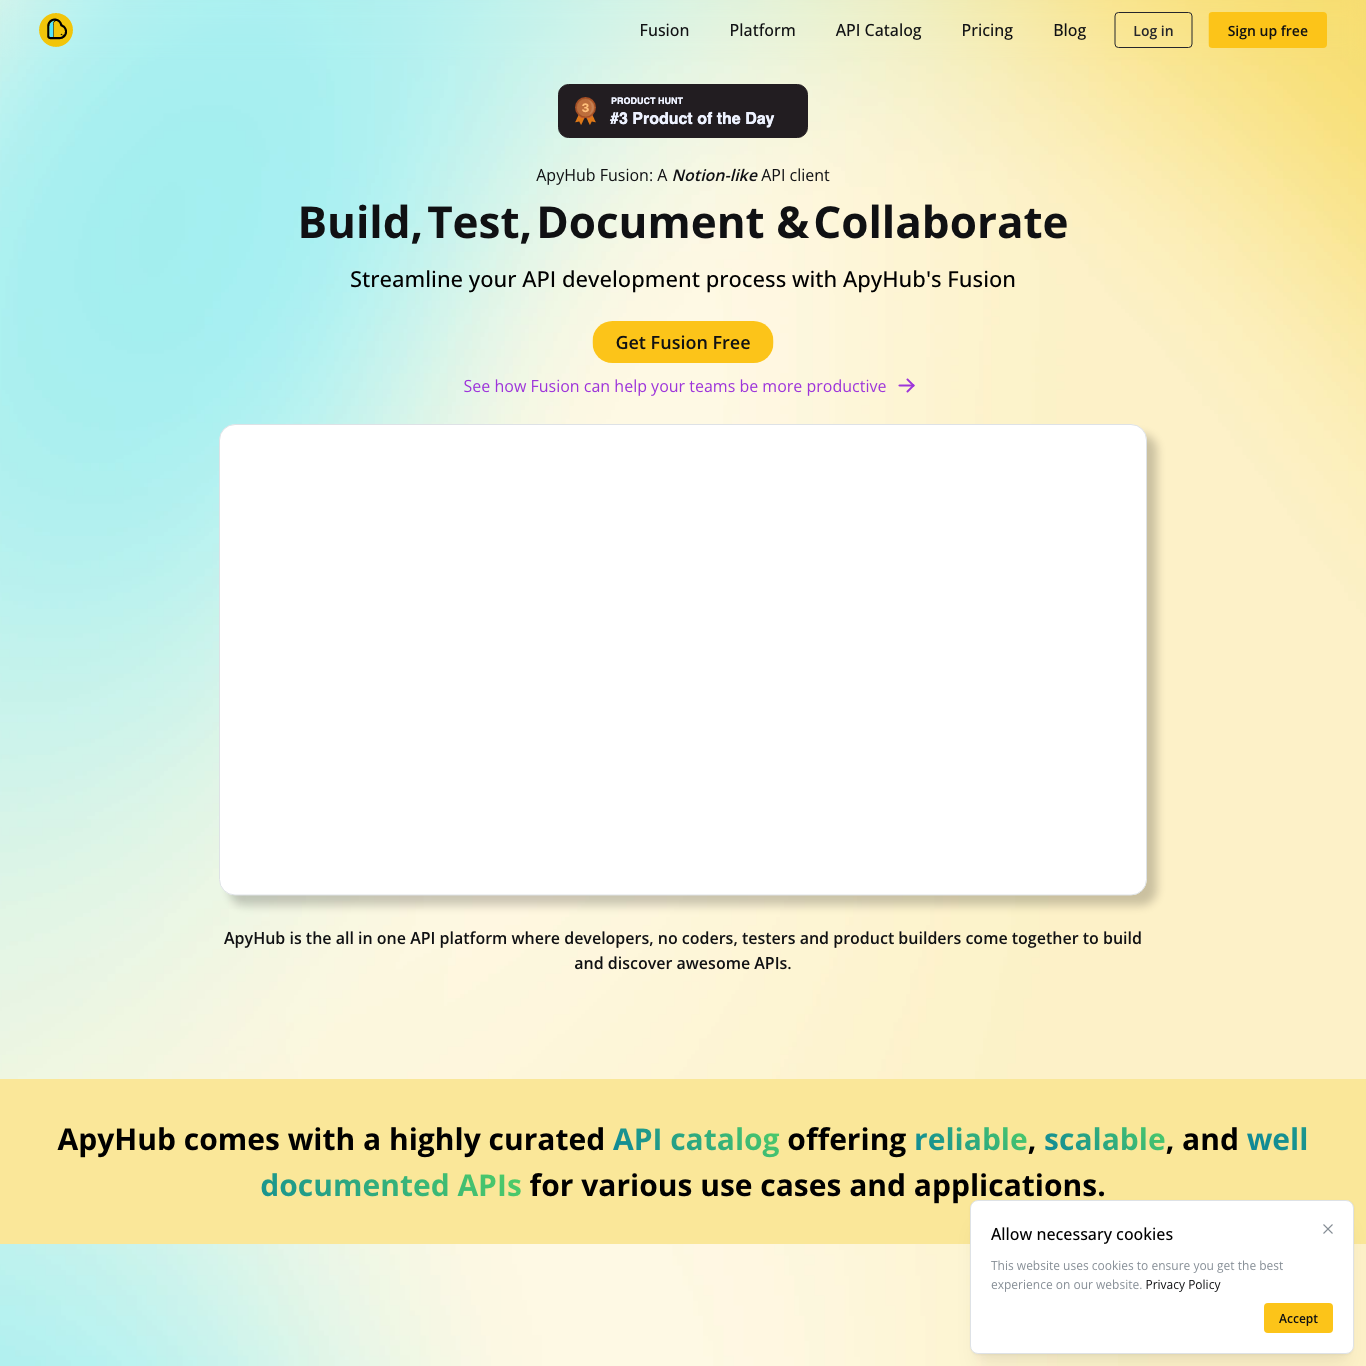 Fusion
Platform
API Catalog
Pricing
Blog
Log in
Sign up free
3
PRODUCT HUNT
#3 Product of the Day
ApyHub Fusion: A Notion-like API client
Build, Test, Document & Collaborate
Streamline your API development process with ApyHub's Fusion
Get Fusion Free
See how Fusion can help your teams be more productive
ApyHub is the all in one API platform where developers, no coders, testers and product builders come together to build
and discover awesome APIs.
ApyHub comes with a highly curated API catalog offering reliable, scalable, and well
documented APIs for various use cases and applications.
Allow necessary cookies
This website uses cookies to ensure you get the best
experience on our website. Privacy Policy
Accept